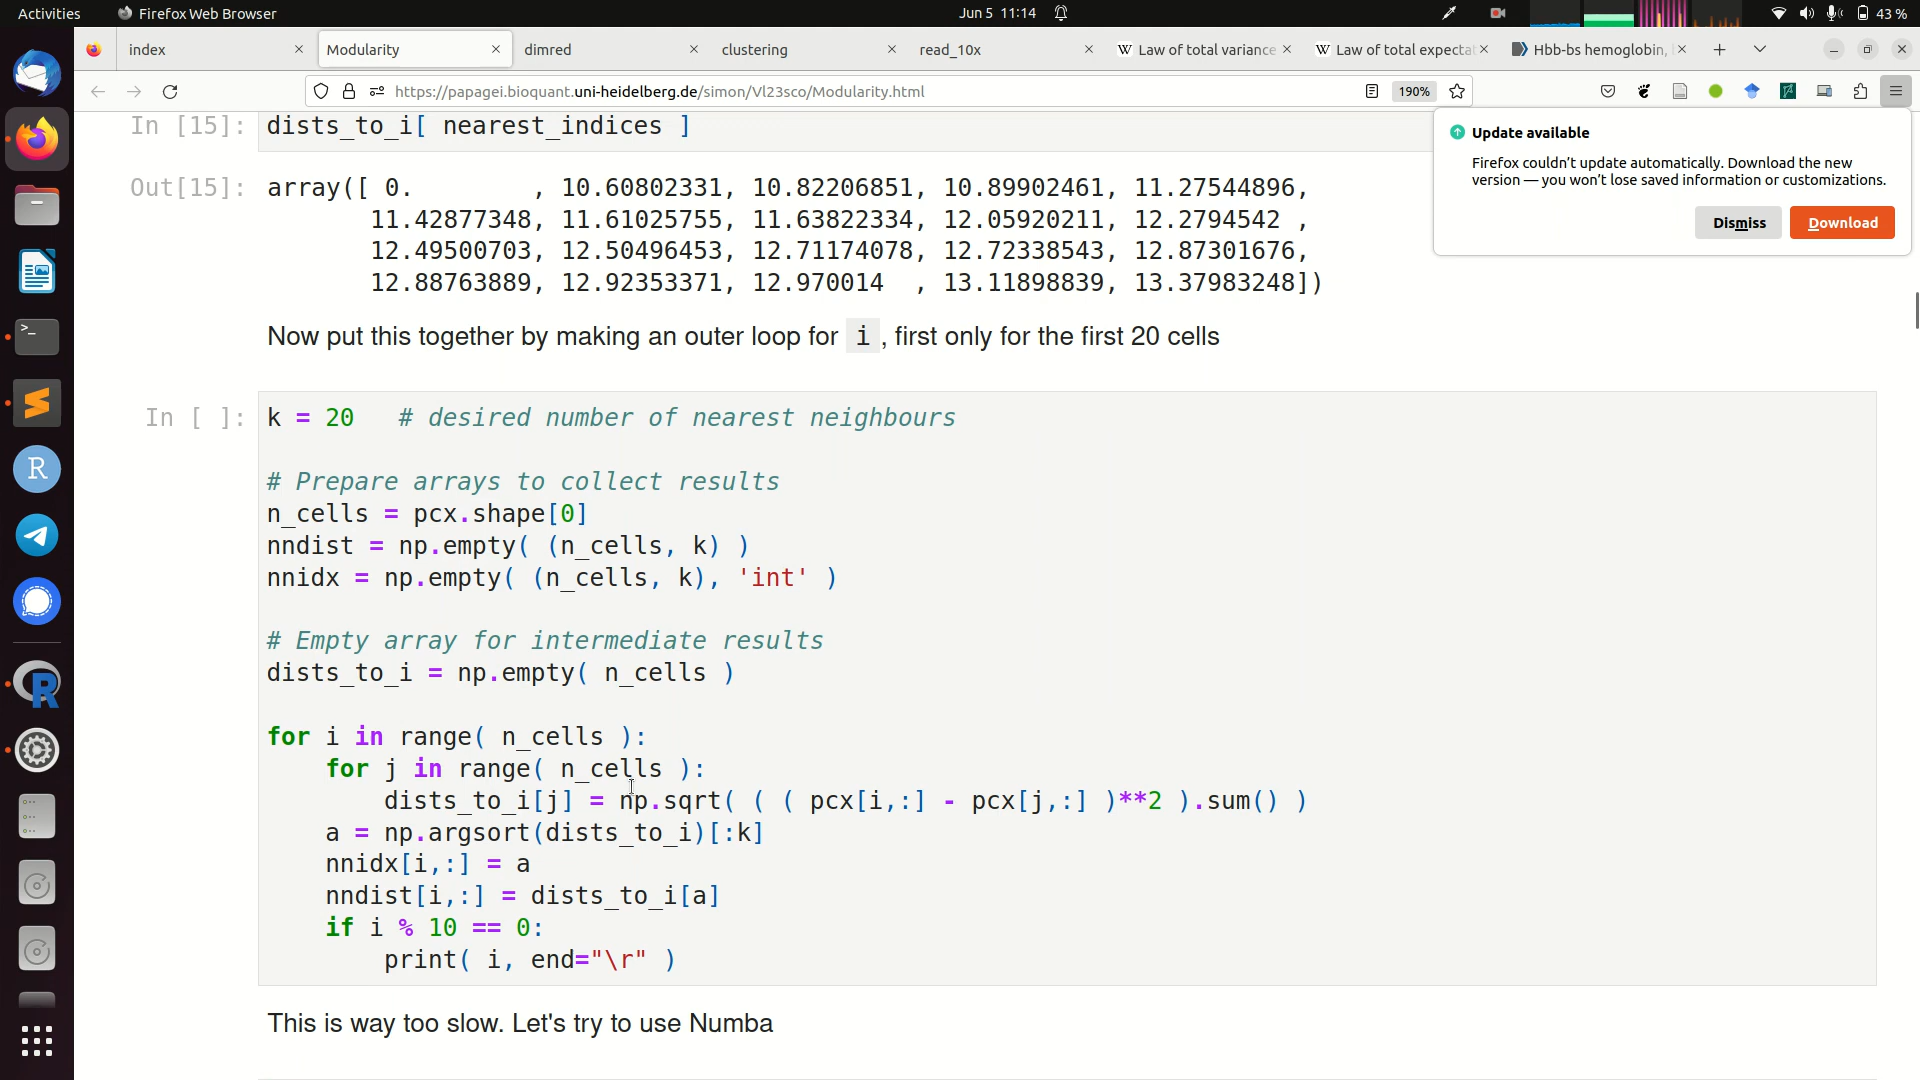 Activities Firefox Web Browser Jun 5 11:14 43 %
index Modularity dimred clustering read_10x Law of total variance Law of total expecta Hbb-bs hemoglobin,
https://papagei.bioquant.uni-heidelberg.de/simon/Vl23sco/Modularity.html 190%
Update available
Firefox couldn't update automatically. Download the new
version — you won't lose saved information or customizations.
Dismiss Download
In [15]: dists_to_i[ nearest_indices ]
Out[15]: array([ 0.        , 10.60802331, 10.82206851, 10.89902461, 11.27544896,
11.42877348, 11.61025755, 11.63822334, 12.05920211, 12.2794542 ,
12.49500703, 12.50496453, 12.71174078, 12.72338543, 12.87301676,
12.88763889, 12.92353371, 12.970014  , 13.11898839, 13.37983248])
Now put this together by making an outer loop for i, first only for the first 20 cells
In [ ]: k = 20   # desired number of nearest neighbours
# Prepare arrays to collect results
n_cells = pcx.shape[0]
nndist = np.empty( (n_cells, k) )
nnidx = np.empty( (n_cells, k), 'int' )
# Empty array for intermediate results
dists_to_i = np.empty( n_cells )
for i in range( n_cells ):
    for j in range( n_cells ):
        dists_to_i[j] = np.sqrt( ( ( pcx[i,:] - pcx[j,:] )**2 ).sum() )
    a = np.argsort(dists_to_i)[:k]
    nnidx[i,:] = a
    nndist[i,:] = dists_to_i[a]
    if i % 10 == 0:
        print( i, end="\r" )
This is way too slow. Let's try to use Numba